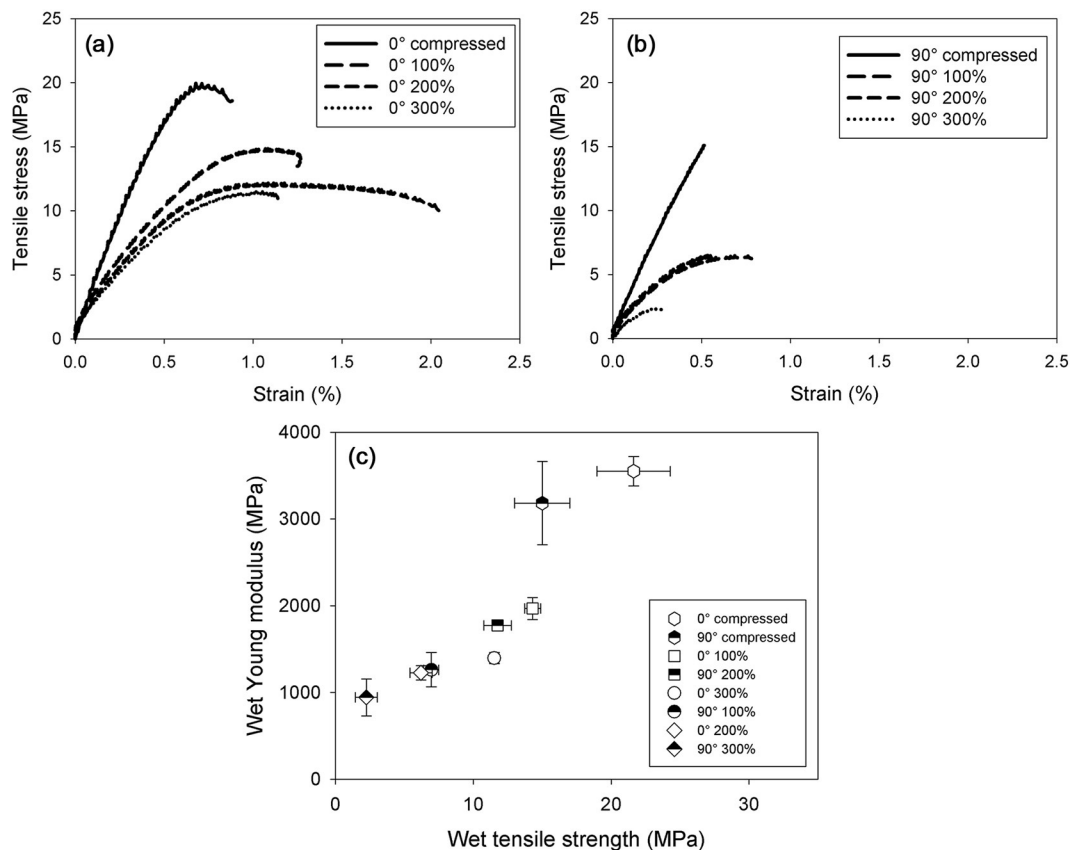 (a)
0° compressed
0° 100%
0° 200%
0° 300%
Tensile stress (MPa)
25
20
15
10
5
0
0.0 0.5 1.0 1.5 2.0 2.5
Strain (%)
(b)
90° compressed
90° 100%
90° 200%
90° 300%
Tensile stress (MPa)
25
20
15
10
5
0
0.0 0.5 1.0 1.5 2.0 2.5
Strain (%)
(c)
Wet Young modulus (MPa)
4000
3000
2000
1000
0
0° compressed
90° compressed
0° 100%
90° 200%
0° 300%
90° 100%
0° 200%
90° 300%
0 10 20 30
Wet tensile strength (MPa)